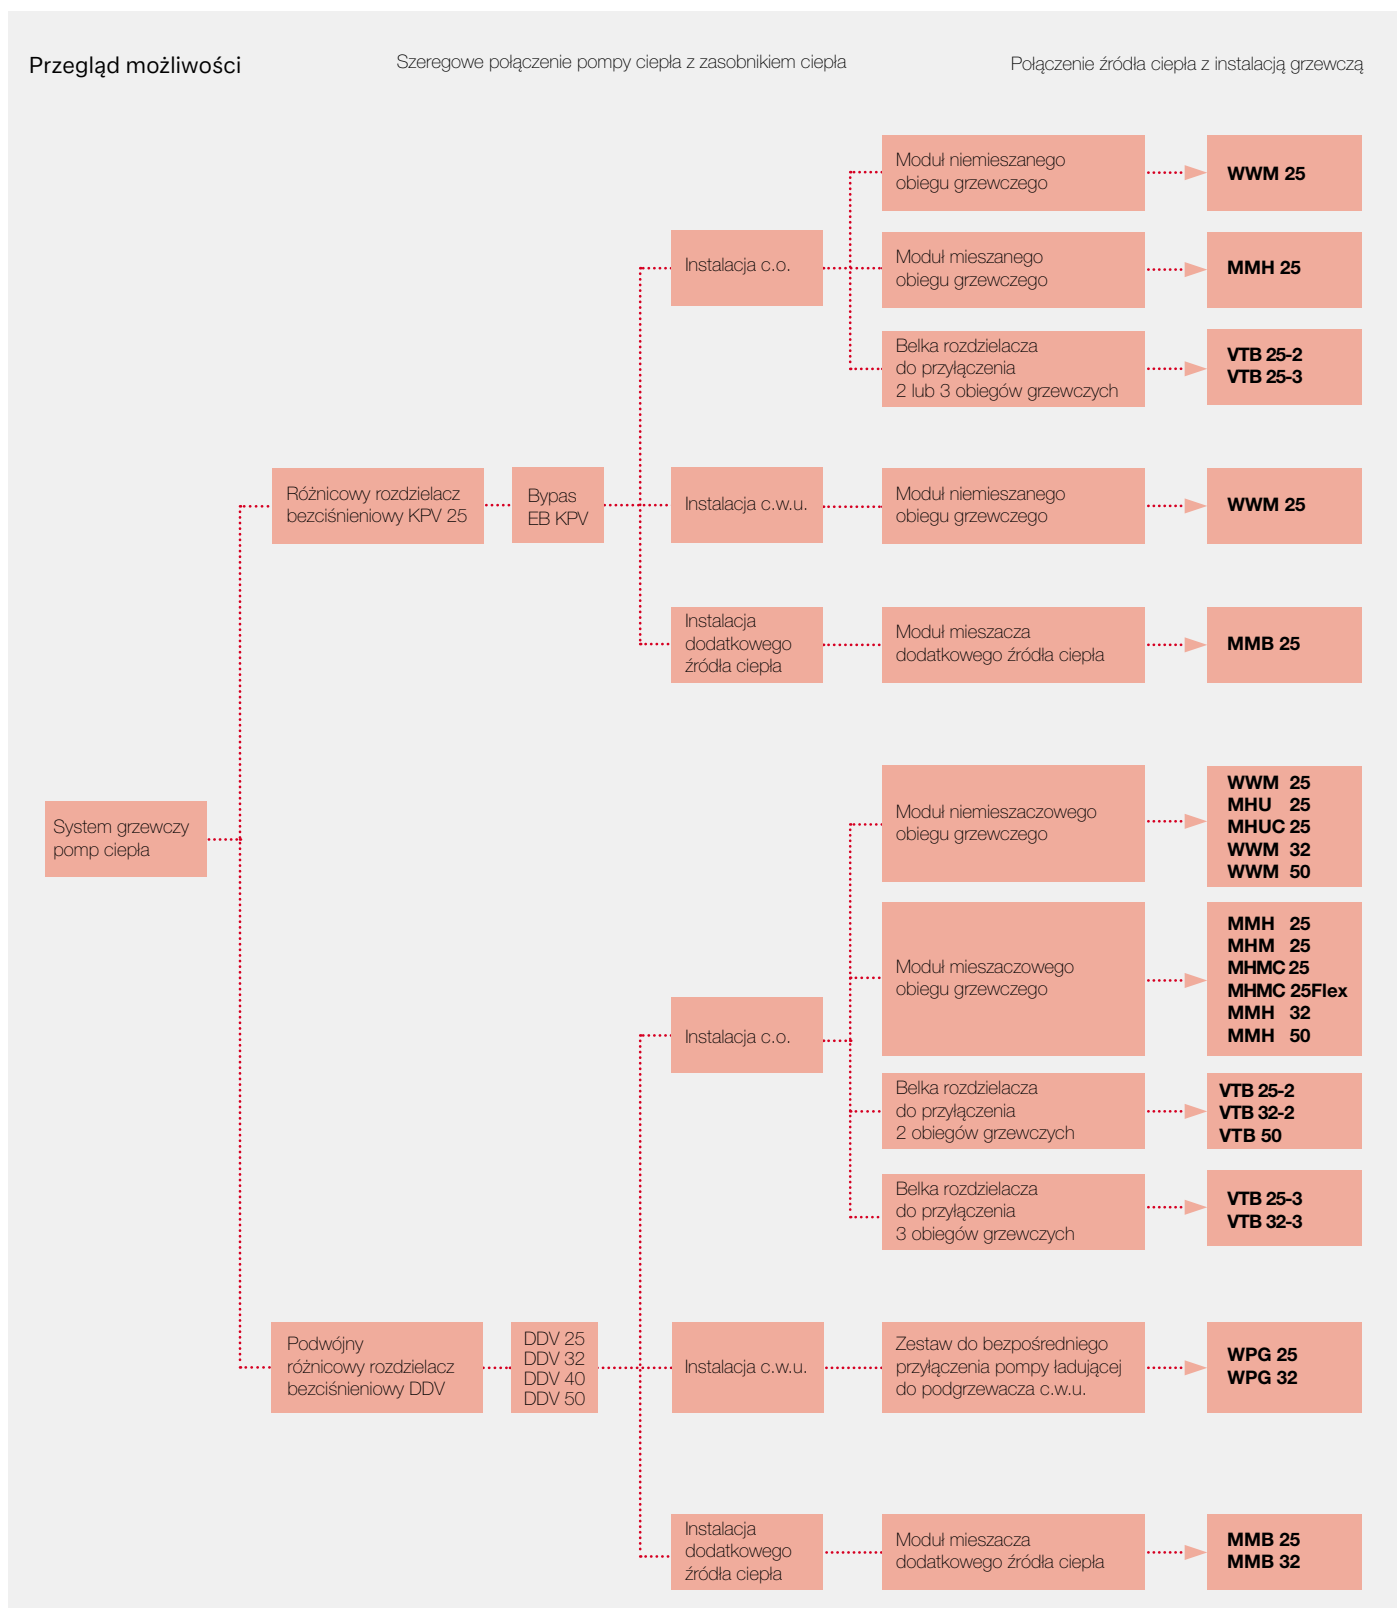 Przegląd możliwości
Szeregowe połączenie pompy ciepła z zasobnikiem ciepła
Połączenie źródła ciepła z instalacją grzewczą
System grzewczy
pomp ciepła
Różnicowy rozdzielacz
bezciśnieniowy KPV 25
Bypas
EB KPV
Instalacja c.o.
Moduł niemieszanego
obiegu grzewczego
WWM 25
Moduł mieszanego
obiegu grzewczego
MMH 25
Belka rozdzielacza
do przyłączenia
2 lub 3 obiegów grzewczych
VTB 25-2
VTB 25-3
Instalacja c.w.u.
Moduł niemieszanego
obiegu grzewczego
WWM 25
Instalacja
dodatkowego
źródła ciepła
Moduł mieszacza
dodatkowego źródła ciepła
MMB 25
Podwójny
różnicowy rozdzielacz
bezciśnieniowy DDV
DDV 25
DDV 32
DDV 40
DDV 50
Instalacja c.o.
Moduł niemieszaczowego
obiegu grzewczego
WWM 25
MHU 25
MHUC 25
WWM 32
WWM 50
Moduł mieszaczowego
obiegu grzewczego
MMH 25
MHM 25
MHMC 25
MHMC 25Flex
MMH 32
MMH 50
Belka rozdzielacza
do przyłączenia
2 obiegów grzewczych
VTB 25-2
VTB 32-2
VTB 50
Belka rozdzielacza
do przyłączenia
3 obiegów grzewczych
VTB 25-3
VTB 32-3
Instalacja c.w.u.
Zestaw do bezpośredniego
przyłączenia pompy ładującej
do podgrzewacza c.w.u.
WPG 25
WPG 32
Instalacja
dodatkowego
źródła ciepła
Moduł mieszacza
dodatkowego źródła ciepła
MMB 25
MMB 32